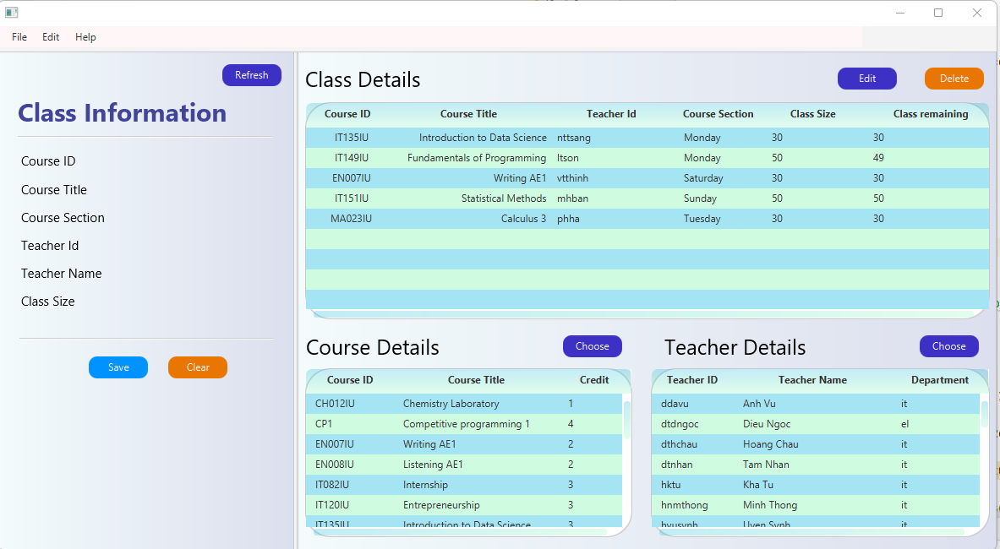 File Edit Help
Refresh
Class Information
Course ID
Course Title
Course Section
Teacher Id
Teacher Name
Class Size
Save Clear
Class Details Edit Delete
Course ID Course Title Teacher Id Course Section Class Size Class remaining
IT135IU Introduction to Data Science nttsang Monday 30 30
IT149IU Fundamentals of Programming ltson Monday 50 49
EN007IU Writing AE1 vtthinh Saturday 30 30
IT151IU Statistical Methods mhban Sunday 50 50
MA023IU Calculus 3 phha Tuesday 30 30
Course Details Choose
Course ID Course Title Credit
CH012IU Chemistry Laboratory 1
CP1 Competitive programming 1 4
EN007IU Writing AE1 2
EN008IU Listening AE1 2
IT082IU Internship 3
IT120IU Entrepreneurship 3
IT135IU Introduction to Data Science 3
Teacher Details Choose
Teacher ID Teacher Name Department
ddavu Anh Vu it
dtdngoc Dieu Ngoc el
dthchau Hoang Chau it
dtnhan Tam Nhan it
hktu Kha Tu it
hnmthong Minh Thong it
hvusynh Uyen Synh it